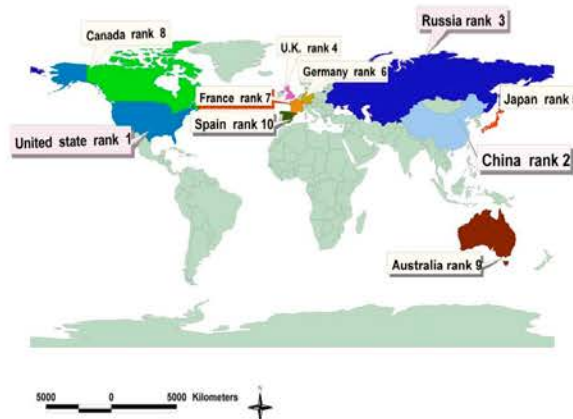 Russia rank 3
Canada rank 8
U.K. rank 4
Germany rank 6
France rank 7
Japan rank
Spain rank 10
United state rank 1
China rank 2
Australia rank 9
5000 0 5000 Kilometers